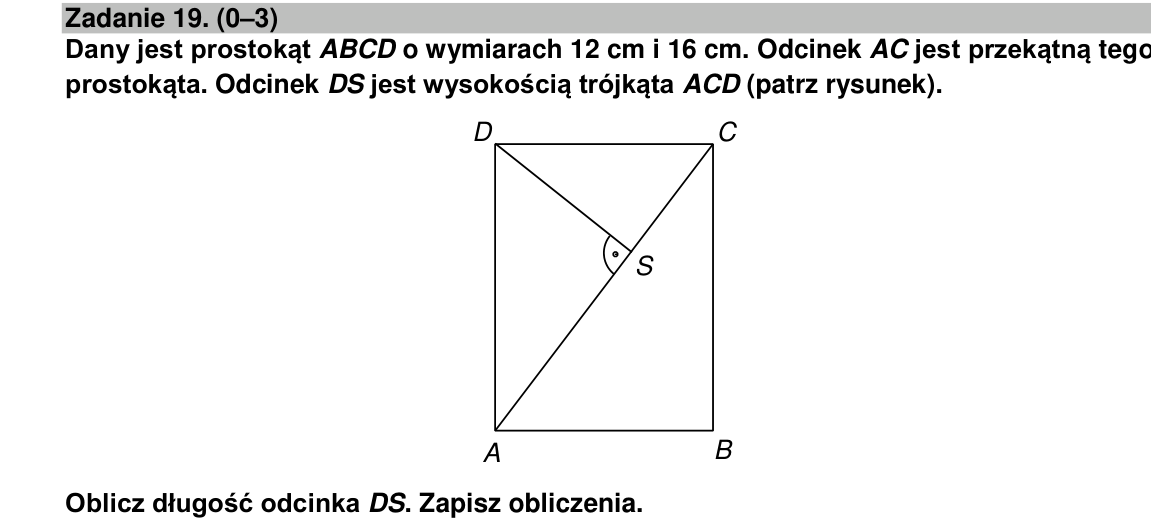 Zadanie 19. (0–3)
Dany jest prostokąt ABCD o wymiarach 12 cm i 16 cm. Odcinek AC jest przekątną tego
prostokąta. Odcinek DS jest wysokością trójkąta ACD (patrz rysunek).
D C
S
A B
Oblicz długość odcinka DS. Zapisz obliczenia.